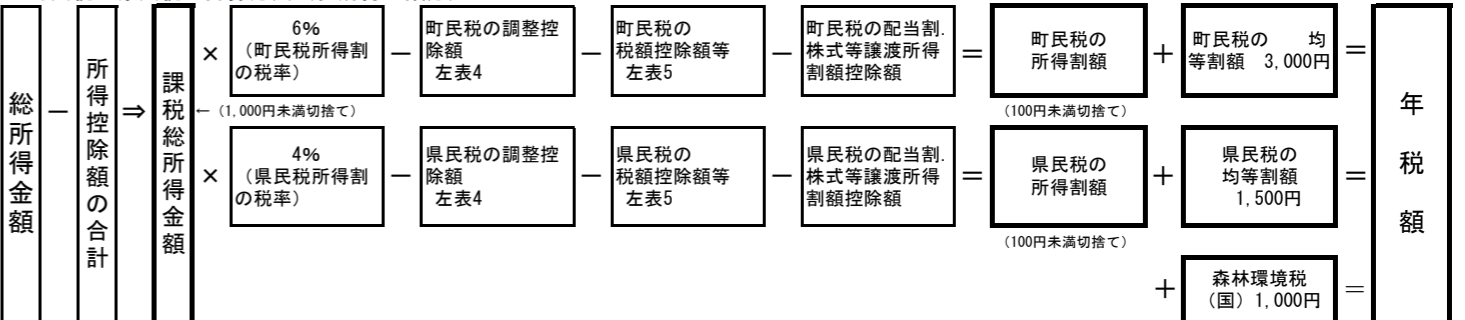 総所得金額
－
所得控除額の合計
⇒
課税総所得金額
×
6%
（町民税所得割
の税率）
－
町民税の調整控
除額
左表4
－
町民税の
税額控除額等
左表5
－
町民税の配当割.
株式等譲渡所得
割額控除額
＝
町民税の
所得割額
＋
町民税の　　均
等割額　3,000円
＝
←（1,000円未満切捨て）
（100円未満切捨て）
×
4%
（県民税所得割
の税率）
－
県民税の調整控
除額
左表4
－
県民税の
税額控除額等
左表5
－
県民税の配当割.
株式等譲渡所得
割額控除額
＝
県民税の
所得割額
＋
県民税の
均等割額
1,500円
＝
（100円未満切捨て）
＋
森林環境税
（国）1,000円
＝
年税額